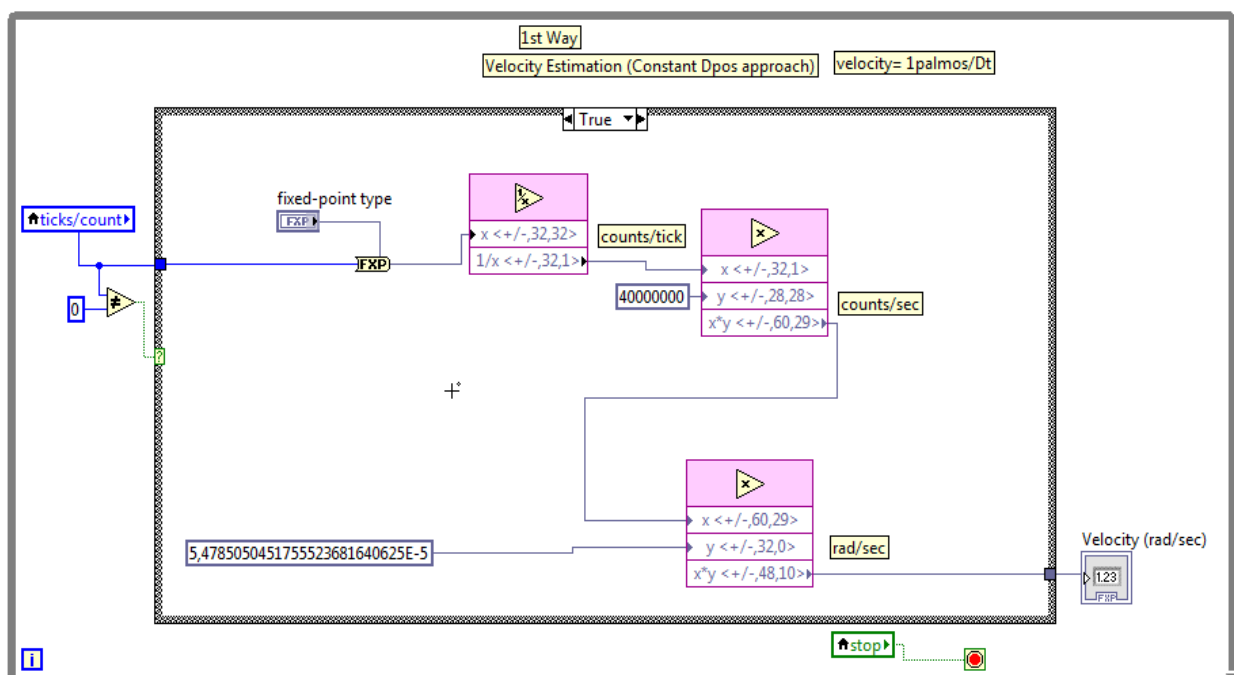 1st Way
Velocity Estimation (Constant Dpos approach)
velocity= 1palmos/Dt
True
ticks/count
0
?
fixed-point type
FXP
FXP
1/x
x <+/-,32,32>
1/x <+/-,32,1>
counts/tick
x <+/-,32,1>
40000000
y <+/-,28,28>
x*y <+/-,60,29>
counts/sec
x <+/-,60,29>
5,4785050451755523681640625E-5
y <+/-,32,0>
x*y <+/-,48,10>
rad/sec
Velocity (rad/sec)
1.23
FXP
stop
i